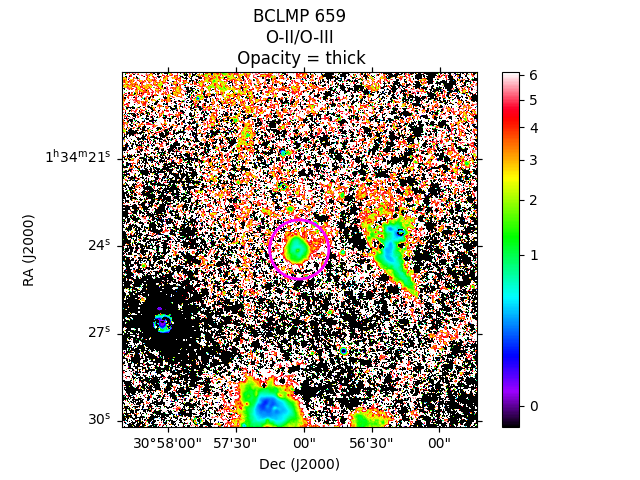 BCLMP 659
O-II/O-III
Opacity = thick
RA (J2000)
1ʰ34ᵐ21ˢ
24ˢ
27ˢ
30ˢ
30°58'00" 57'30" 00" 56'30" 00"
Dec (J2000)
6
5
4
3
2
1
0